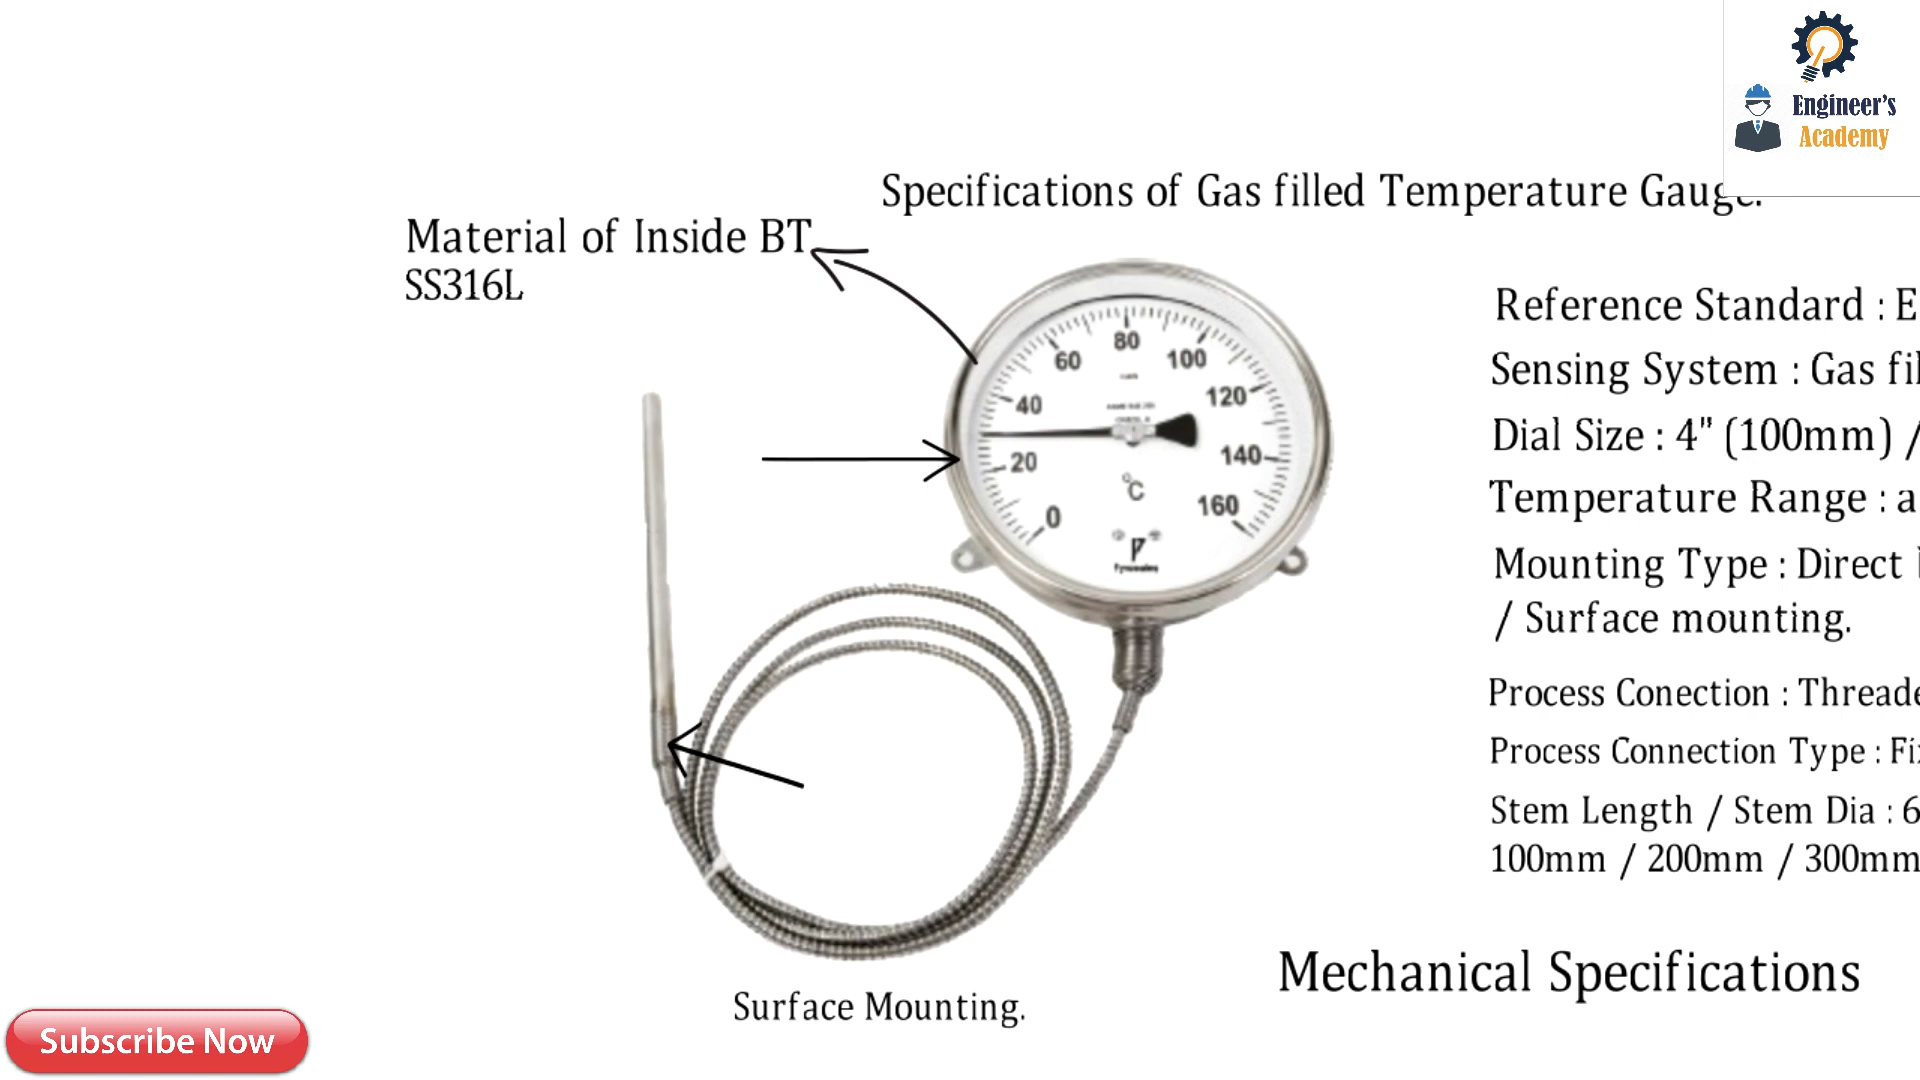 Engineer's
Academy
Specifications of Gas filled Temperature Gauge.
Material of Inside BT
SS316L
Reference Standard : E
Sensing System : Gas fil
Dial Size : 4" (100mm) /
Temperature Range : a
Mounting Type : Direct
/ Surface mounting.
Process Conection : Threade
Process Connection Type : Fix
Stem Length / Stem Dia : 6
100mm / 200mm / 300mm
0
20
40
60
80
100
120
140
160
°C
Mechanical Specifications
Surface Mounting.
Subscribe Now